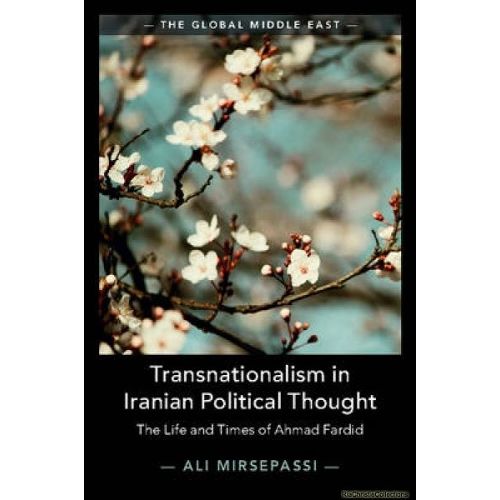 — THE GLOBAL MIDDLE EAST —
Transnationalism in
Iranian Political Thought
The Life and Times of Ahmad Fardid
— ALI MIRSEPASSI —